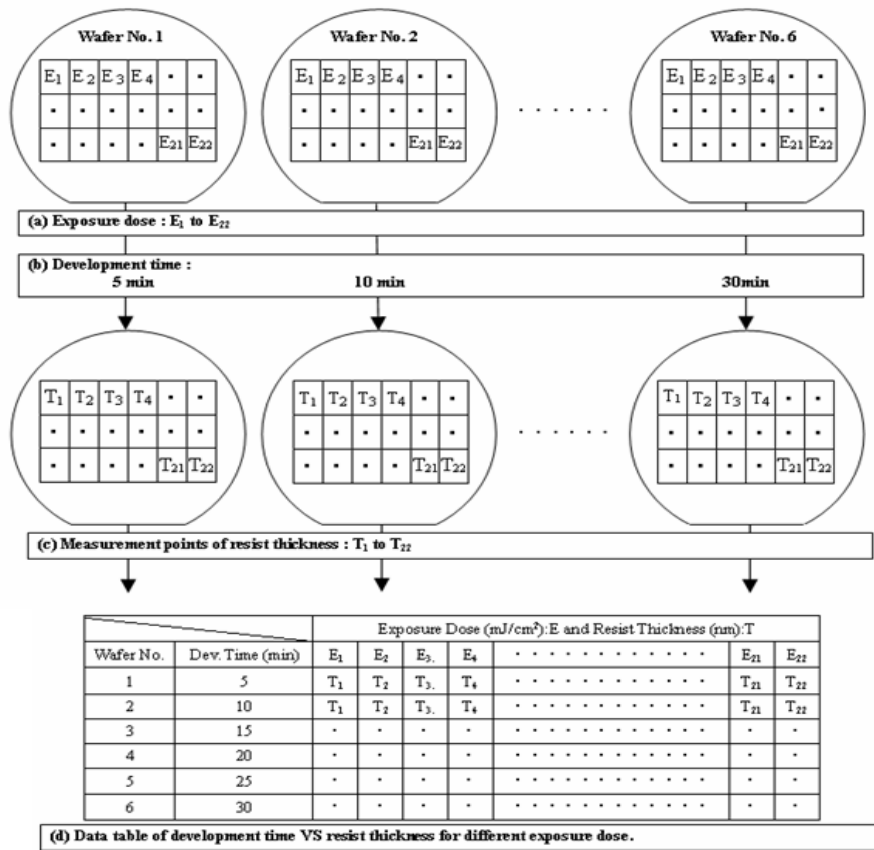 Wafer No. 1 Wafer No. 2 Wafer No. 6
E1 E2 E3 E4 · · E1 E2 E3 E4 · · E1 E2 E3 E4 · ·
· · · · · · · · · · · · · · · · · · · · · · · ·
· · · · E21 E22 · · · · E21 E22 · · · · E21 E22
(a) Exposure dose : E1 to E22
(b) Development time :
5 min 10 min 30min
T1 T2 T3 T4 · · T1 T2 T3 T4 · · T1 T2 T3 T4 · ·
· · · · · · · · · · · · · · · · · · · · · · · ·
· · · · T21 T22 · · · · T21 T22 · · · · T21 T22
(c) Measurement points of resist thickness : T1 to T22
Exposure Dose (mJ/cm²):E and Resist Thickness (nm):T
Wafer No. Dev. Time (min) E1 E2 E3. E4 · · · · · · · · · · · · E21 E22
1 5 T1 T2 T3. T4 · · · · · · · · · · · · T21 T22
2 10 T1 T2 T3. T4 · · · · · · · · · · · · T21 T22
3 15 · · · · · · · · · · · · · · · · · ·
4 20 · · · · · · · · · · · · · · · · · ·
5 25 · · · · · · · · · · · · · · · · · ·
6 30 · · · · · · · · · · · · · · · · · ·
(d) Data table of development time VS resist thickness for different exposure dose.